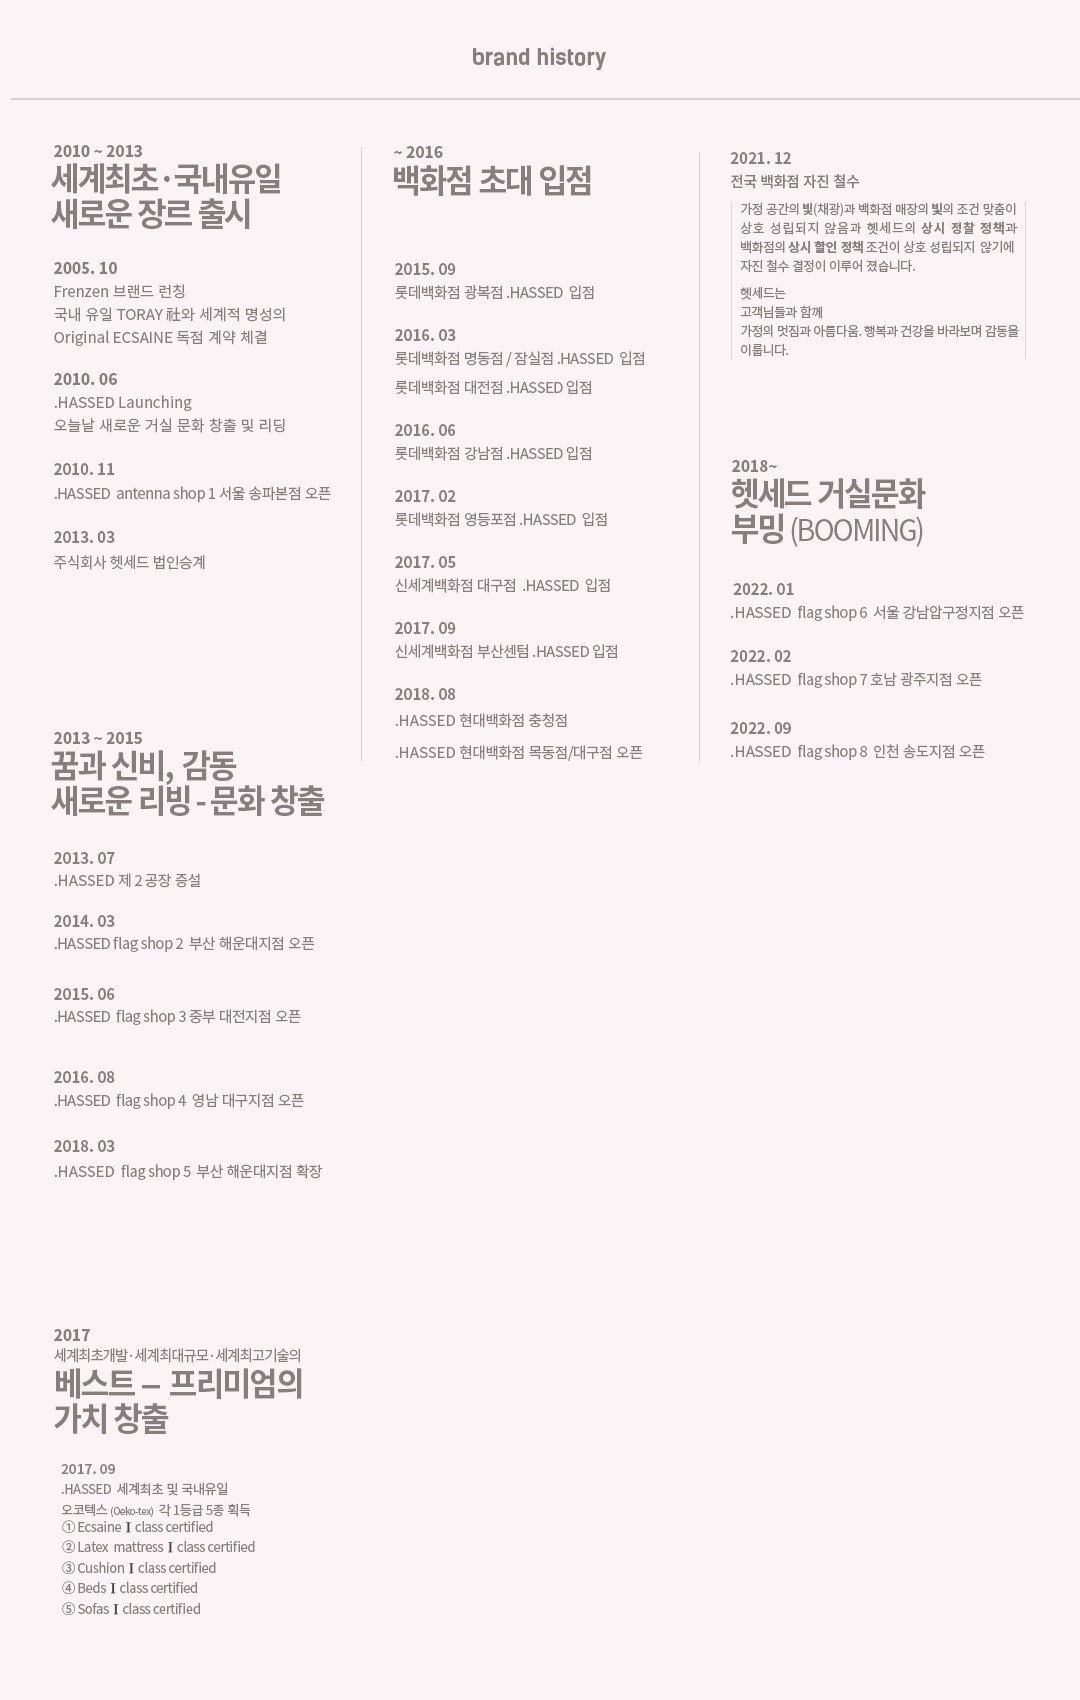 brand history
2010 ~ 2013
세계최초·국내유일
새로운 장르 출시
2005. 10
Frenzen 브랜드 런칭
국내 유일 TORAY 社와 세계적 명성의
Original ECSAINE 독점 계약 체결
2010. 06
.HASSED Launching
오늘날 새로운 거실 문화 창출 및 리딩
2010. 11
.HASSED antenna shop 1 서울 송파본점 오픈
2013. 03
주식회사 헷세드 법인승계
2013 ~ 2015
꿈과 신비, 감동
새로운 리빙 - 문화 창출
2013. 07
.HASSED 제 2 공장 증설
2014. 03
.HASSED flag shop 2 부산 해운대지점 오픈
2015. 06
.HASSED flag shop 3 중부 대전지점 오픈
2016. 08
.HASSED flag shop 4 영남 대구지점 오픈
2018. 03
.HASSED flag shop 5 부산 해운대지점 확장
2017
세계최초개발·세계최대규모·세계최고기술의
베스트 – 프리미엄의
가치 창출
2017. 09
.HASSED 세계최초 및 국내유일
오코텍스 (Oeko-tex) 각 1등급 5종 획득
① Ecsaine I class certified
② Latex mattress I class certified
③ Cushion I class certified
④ Beds I class certified
⑤ Sofas I class certified
~ 2016
백화점 초대 입점
2015. 09
롯데백화점 광복점 .HASSED 입점
2016. 03
롯데백화점 명동점 / 잠실점 .HASSED 입점
롯데백화점 대전점 .HASSED 입점
2016. 06
롯데백화점 강남점 .HASSED 입점
2017. 02
롯데백화점 영등포점 .HASSED 입점
2017. 05
신세계백화점 대구점 .HASSED 입점
2017. 09
신세계백화점 부산센텀 .HASSED 입점
2018. 08
.HASSED 현대백화점 충청점
.HASSED 현대백화점 목동점/대구점 오픈
2021. 12
전국 백화점 자진 철수
가정 공간의 빛(채광)과 백화점 매장의 빛의 조건 맞춤이
상호 성립되지 않음과 헷세드의 상시 정찰 정책과
백화점의 상시 할인 정책 조건이 상호 성립되지 않기에
자진 철수 결정이 이루어 졌습니다.
헷세드는
고객님들과 함께
가정의 멋짐과 아름다움. 행복과 건강을 바라보며 감동을
이룹니다.
2018~
헷세드 거실문화
부밍 (BOOMING)
2022. 01
.HASSED flag shop 6 서울 강남압구정지점 오픈
2022. 02
.HASSED flag shop 7 호남 광주지점 오픈
2022. 09
.HASSED flag shop 8 인천 송도지점 오픈